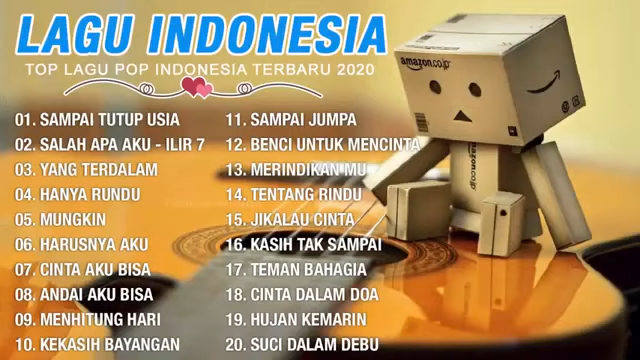 LAGU INDONESIA
TOP LAGU POP INDONESIA TERBARU 2020
01. SAMPAI TUTUP USIA
02. SALAH APA AKU - ILIR 7
03. YANG TERDALAM
04. HANYA RUNDU
05. MUNGKIN
06. HARUSNYA AKU
07. CINTA AKU BISA
08. ANDAI AKU BISA
09. MENHITUNG HARI
10. KEKASIH BAYANGAN
11. SAMPAI JUMPA
12. BENCI UNTUK MENCINTA
13. MERINDIKAN MU
14. TENTANG RINDU
15. JIKALAU CINTA
16. KASIH TAK SAMPAI
17. TEMAN BAHAGIA
18. CINTA DALAM DOA
19. HUJAN KEMARIN
20. SUCI DALAM DEBU
amazon.co.jp
amazon.co.jp